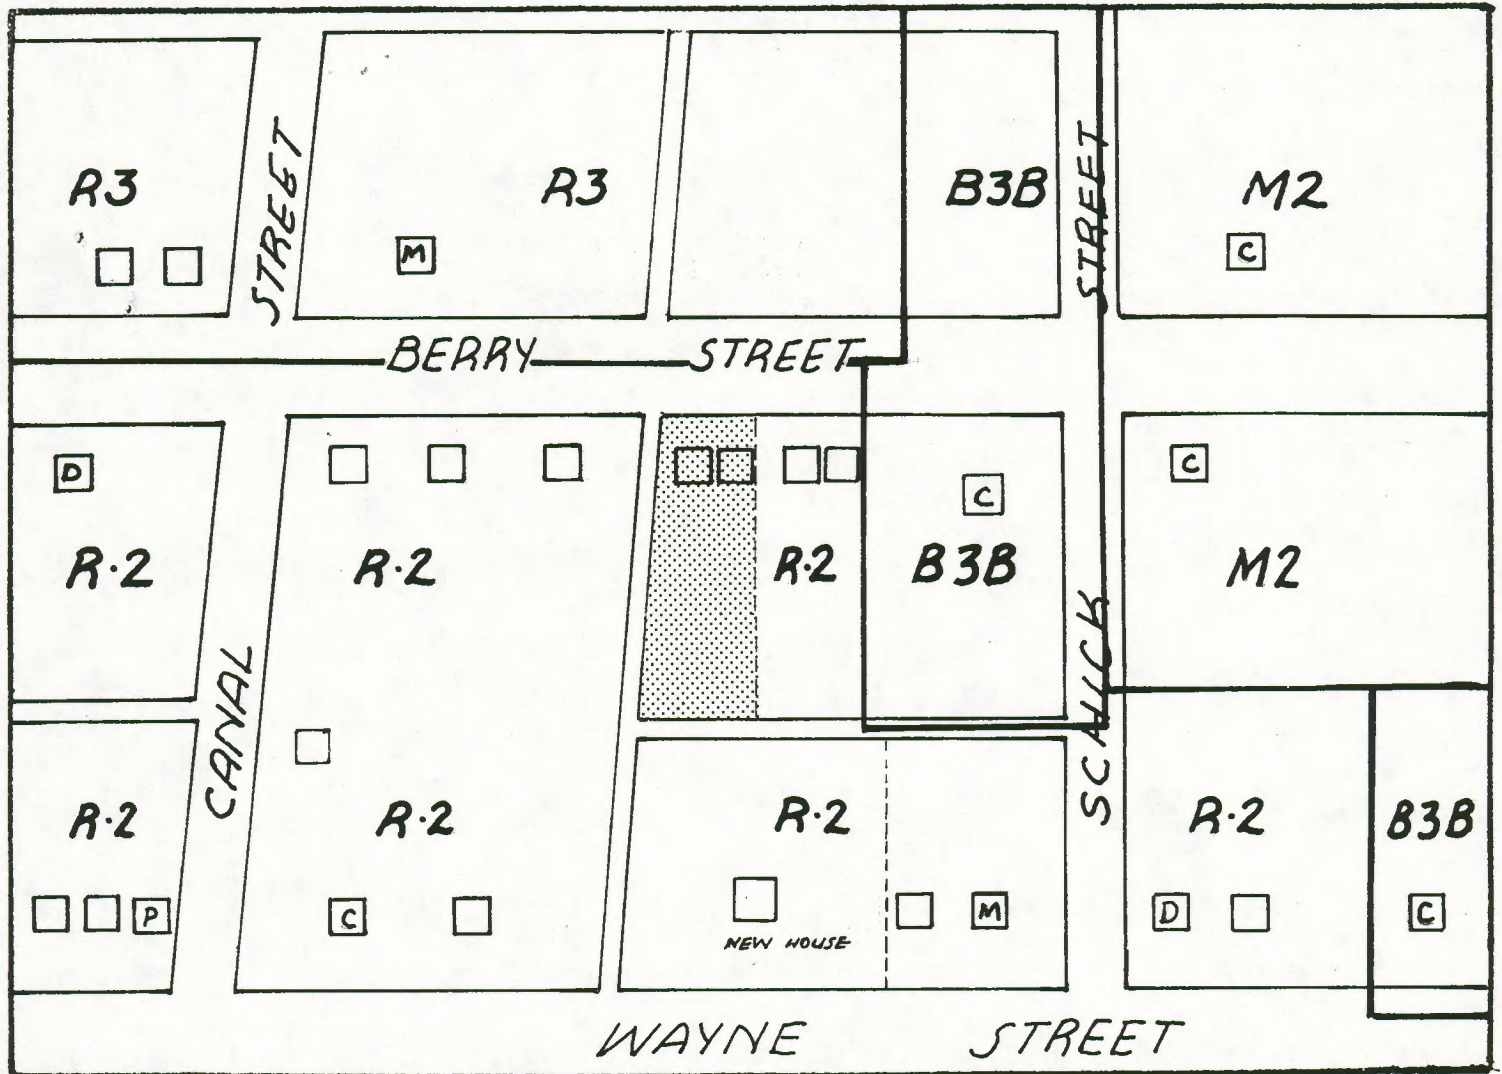 R3
STREET
R3
B3B
STREET
M2
M
C
BERRY STREET
D
C
C
R·2
R·2
R·2
B3B
M2
CANAL
SCHICK
R·2
R·2
R·2
R·2
B3B
P
C
M
D
C
NEW HOUSE
WAYNE STREET